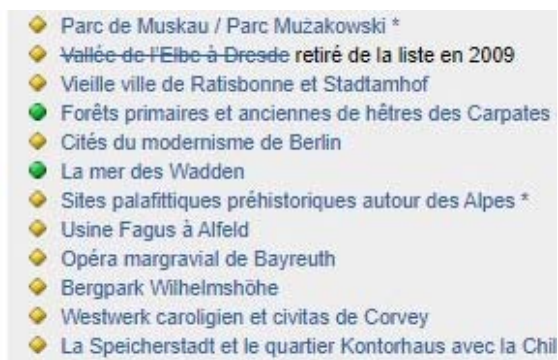 Parc de Muskau / Parc Mużakowski *
Vallée de l'Elbe à Dresde retiré de la liste en 2009
Vieille ville de Ratisbonne et Stadtamhof
Forêts primaires et anciennes de hêtres des Carpates
Cités du modernisme de Berlin
La mer des Wadden
Sites palafittiques préhistoriques autour des Alpes *
Usine Fagus à Alfeld
Opéra margravial de Bayreuth
Bergpark Wilhelmshöhe
Westwerk caroligien et civitas de Corvey
La Speicherstadt et le quartier Kontorhaus avec la Chil